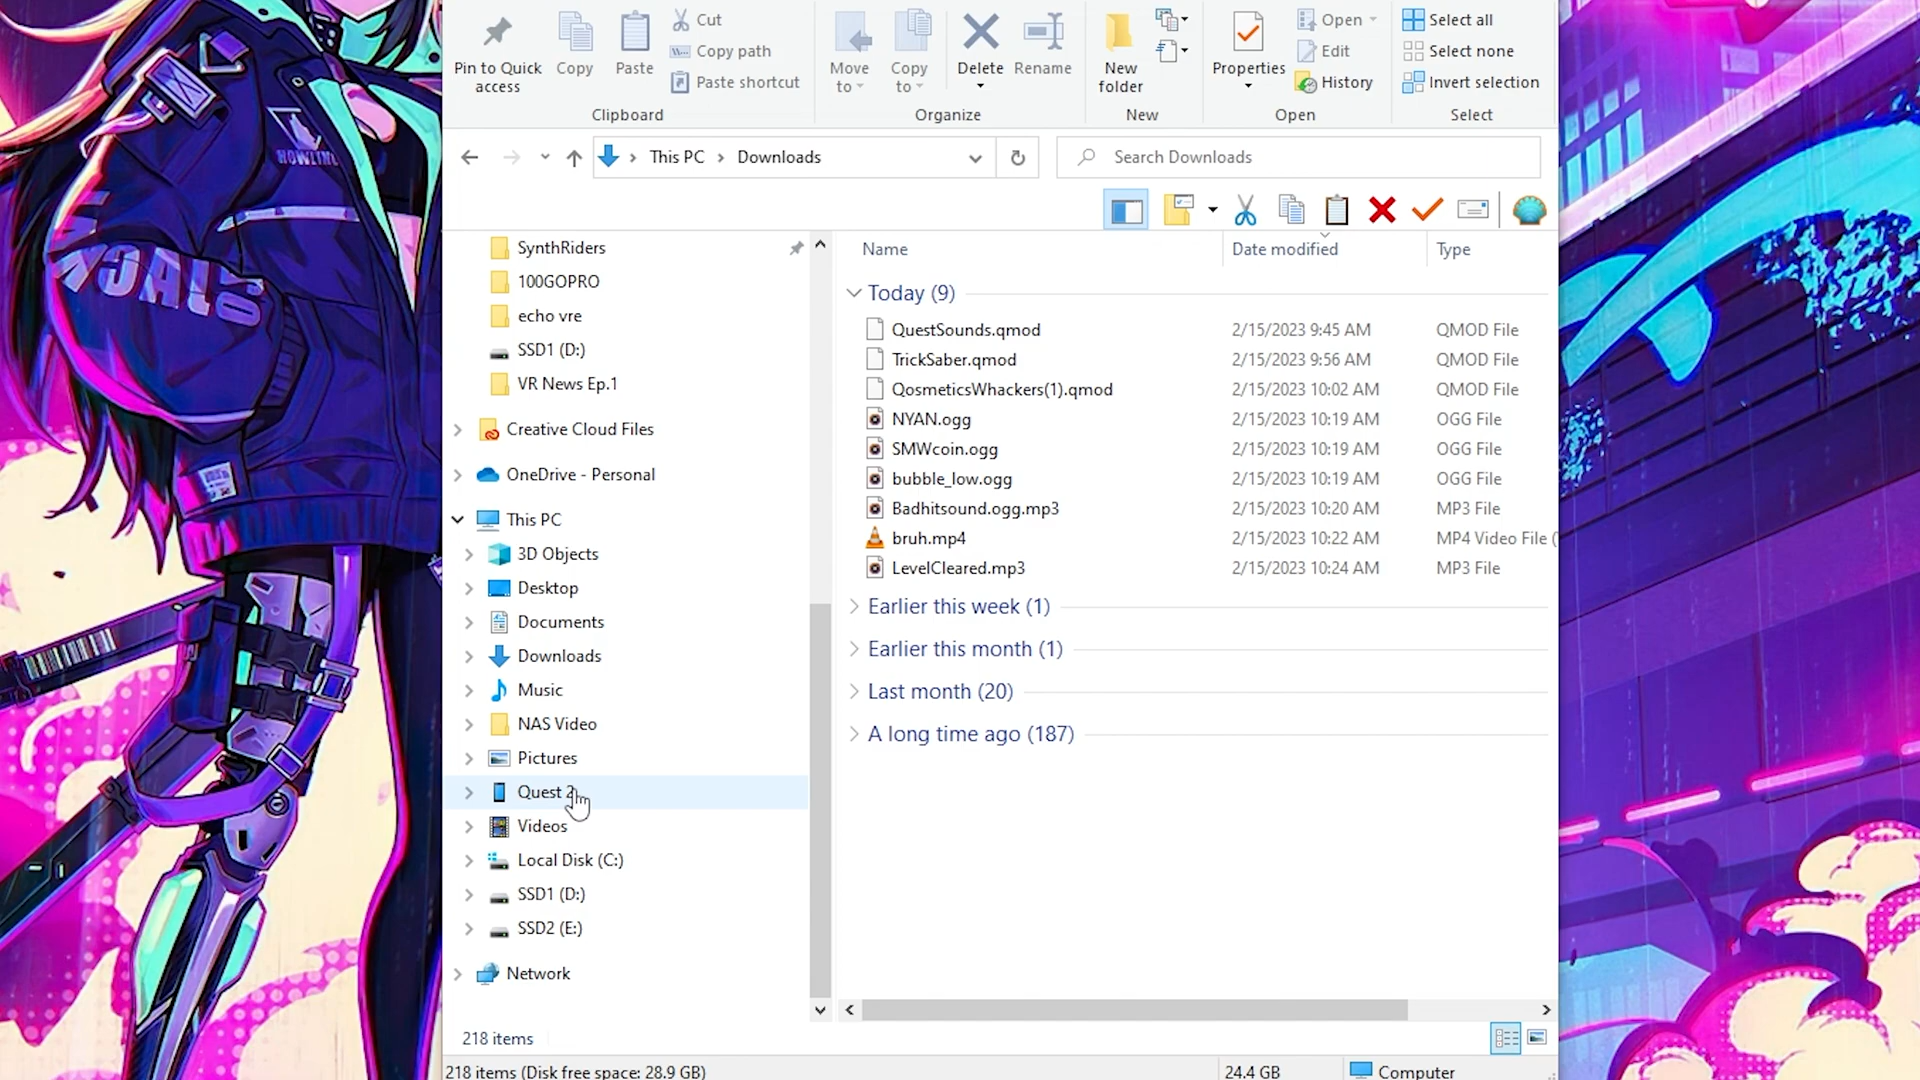 Pin to Quick access
Copy
Paste
Cut
Copy path
Paste shortcut
Clipboard
Move to
Copy to
Delete
Rename
Organize
New folder
New
Properties
Open
Edit
History
Open
Select all
Select none
Invert selection
Select
This PC
Downloads
Search Downloads
SynthRiders
100GOPRO
echo vre
SSD1 (D:)
VR News Ep.1
Creative Cloud Files
OneDrive - Personal
This PC
3D Objects
Desktop
Documents
Downloads
Music
NAS Video
Pictures
Quest 2
Videos
Local Disk (C:)
SSD1 (D:)
SSD2 (E:)
Network
Name Date modified Type
Today (9)
QuestSounds.qmod 2/15/2023 9:45 AM QMOD File
TrickSaber.qmod 2/15/2023 9:56 AM QMOD File
QosmeticsWhackers(1).qmod 2/15/2023 10:02 AM QMOD File
NYAN.ogg 2/15/2023 10:19 AM OGG File
SMWcoin.ogg 2/15/2023 10:19 AM OGG File
bubble_low.ogg 2/15/2023 10:19 AM OGG File
Badhitsound.ogg.mp3 2/15/2023 10:20 AM MP3 File
bruh.mp4 2/15/2023 10:22 AM MP4 Video File (
LevelCleared.mp3 2/15/2023 10:24 AM MP3 File
Earlier this week (1)
Earlier this month (1)
Last month (20)
A long time ago (187)
218 items
218 items (Disk free space: 28.9 GB) 24.4 GB Computer